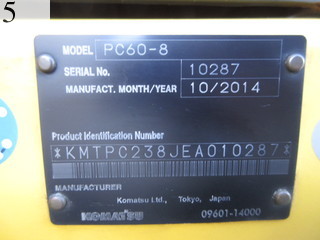 5
MODEL PC60-8
SERIAL No. 10287
MANUFACT. MONTH/YEAR 10/2014
Product Identification Number
*KMTPC238JEA010287*
MANUFACTURER
Komatsu Ltd., Tokyo, Japan
KOMATSU 09601-14000